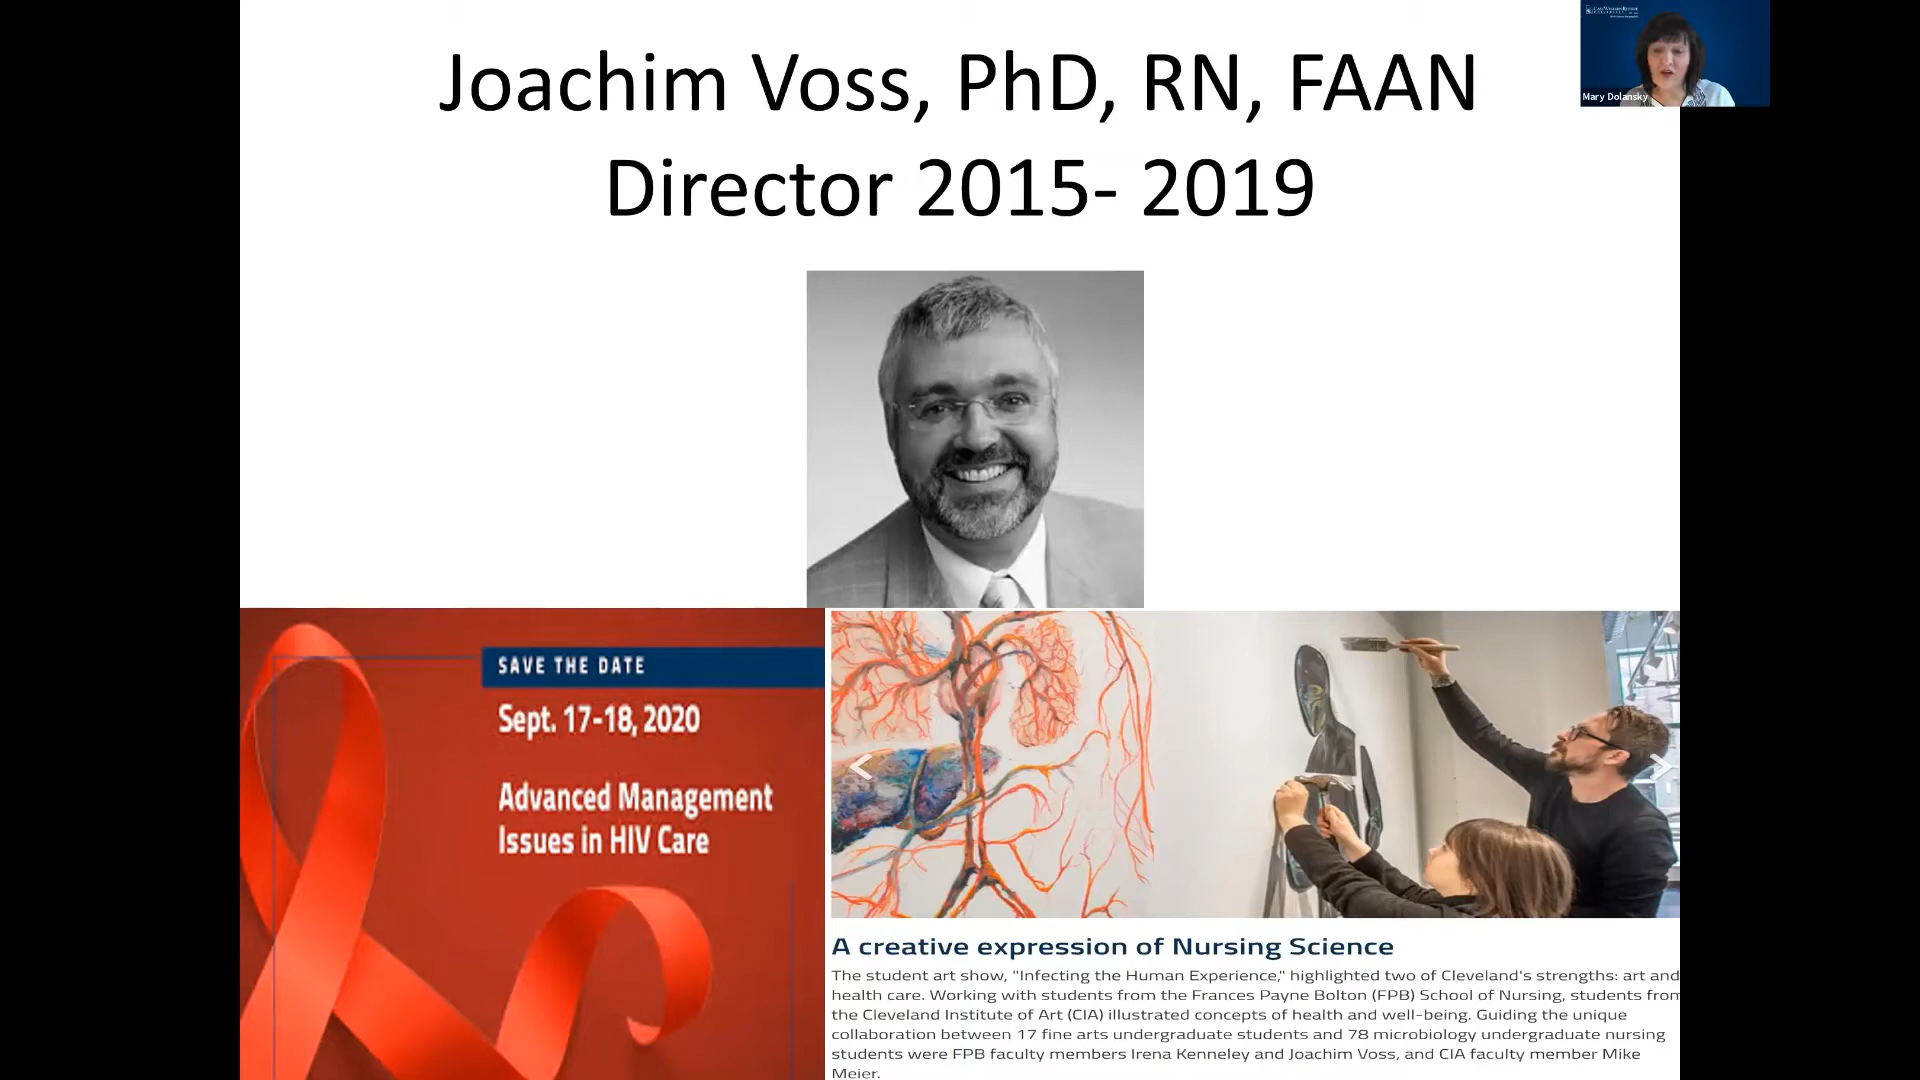 Joachim Voss, PhD, RN, FAAN
Director 2015- 2019
CASE WESTERN RESERVE
UNIVERSITY
Mary Dolansky
SAVE THE DATE
Sept. 17-18, 2020
Advanced Management
Issues in HIV Care
A creative expression of Nursing Science
The student art show, "Infecting the Human Experience," highlighted two of Cleveland's strengths: art and
health care. Working with students from the Frances Payne Bolton (FPB) School of Nursing, students from
the Cleveland Institute of Art (CIA) illustrated concepts of health and well-being. Guiding the unique
collaboration between 17 fine arts undergraduate students and 78 microbiology undergraduate nursing
students were FPB faculty members Irena Kenneley and Joachim Voss, and CIA faculty member Mike
Meier.